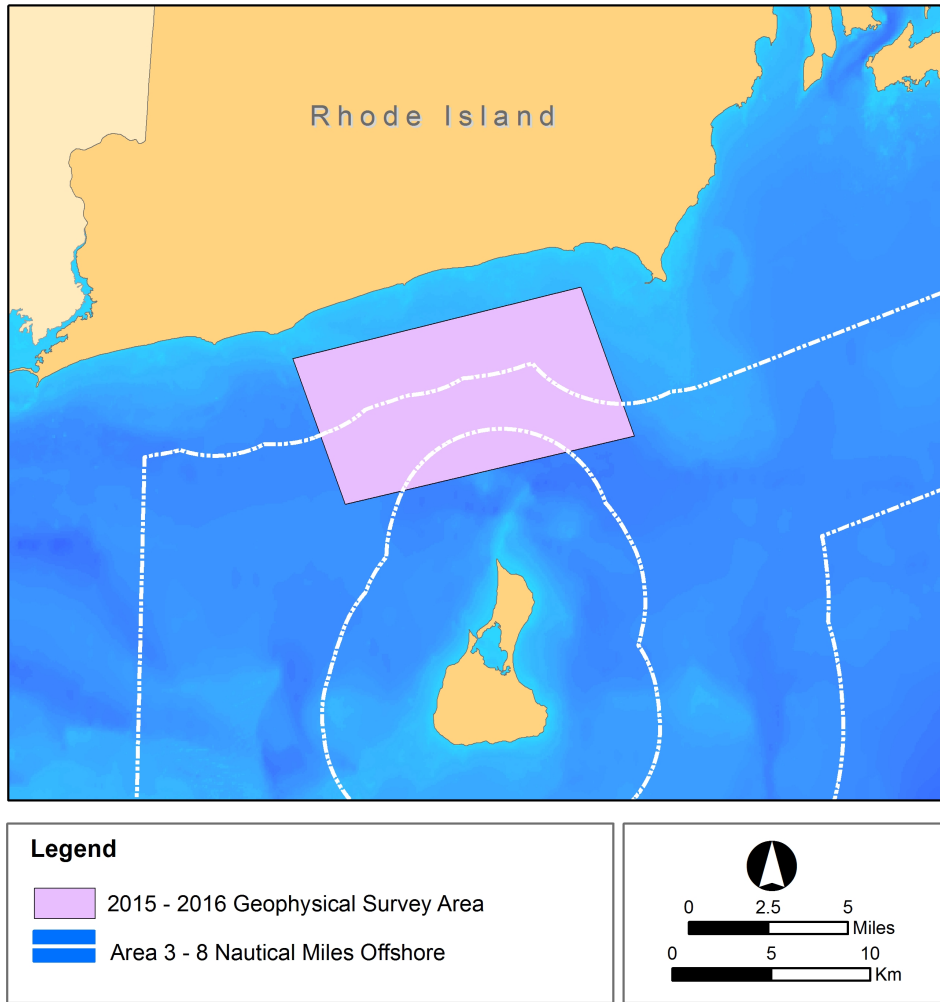 Rhode Island
Legend
2015 - 2016 Geophysical Survey Area
Area 3 - 8 Nautical Miles Offshore
0 2.5 5
Miles
0 5 10
Km